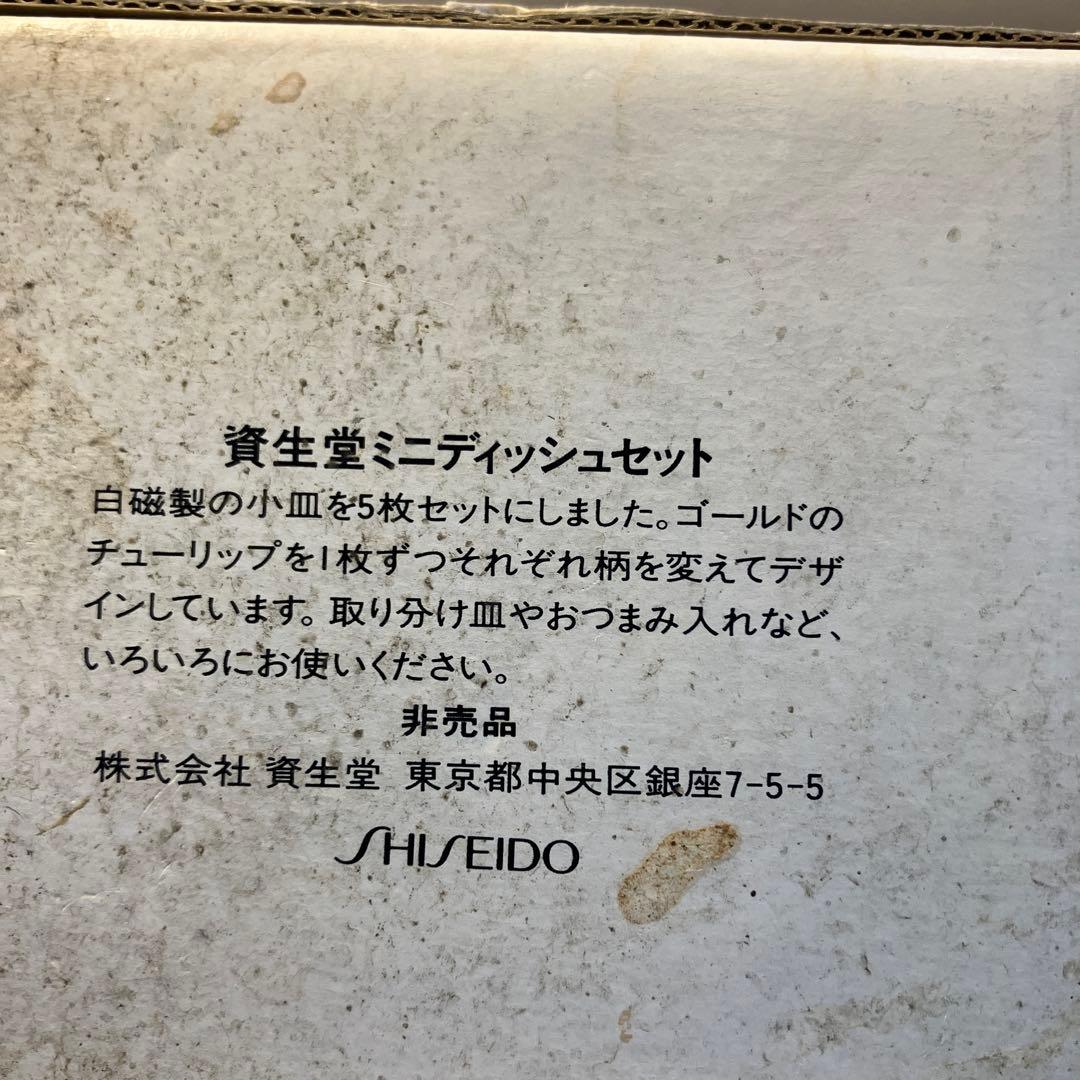 資生堂ミニディッシュセット
白磁製の小皿を5枚セットにしました。ゴールドの
チューリップを1枚ずつそれぞれ柄を変えてデザ
インしています。取り分け皿やおつまみ入れなど、
いろいろにお使いください。
非売品
株式会社 資生堂 東京都中央区銀座7-5-5
SHISEIDO